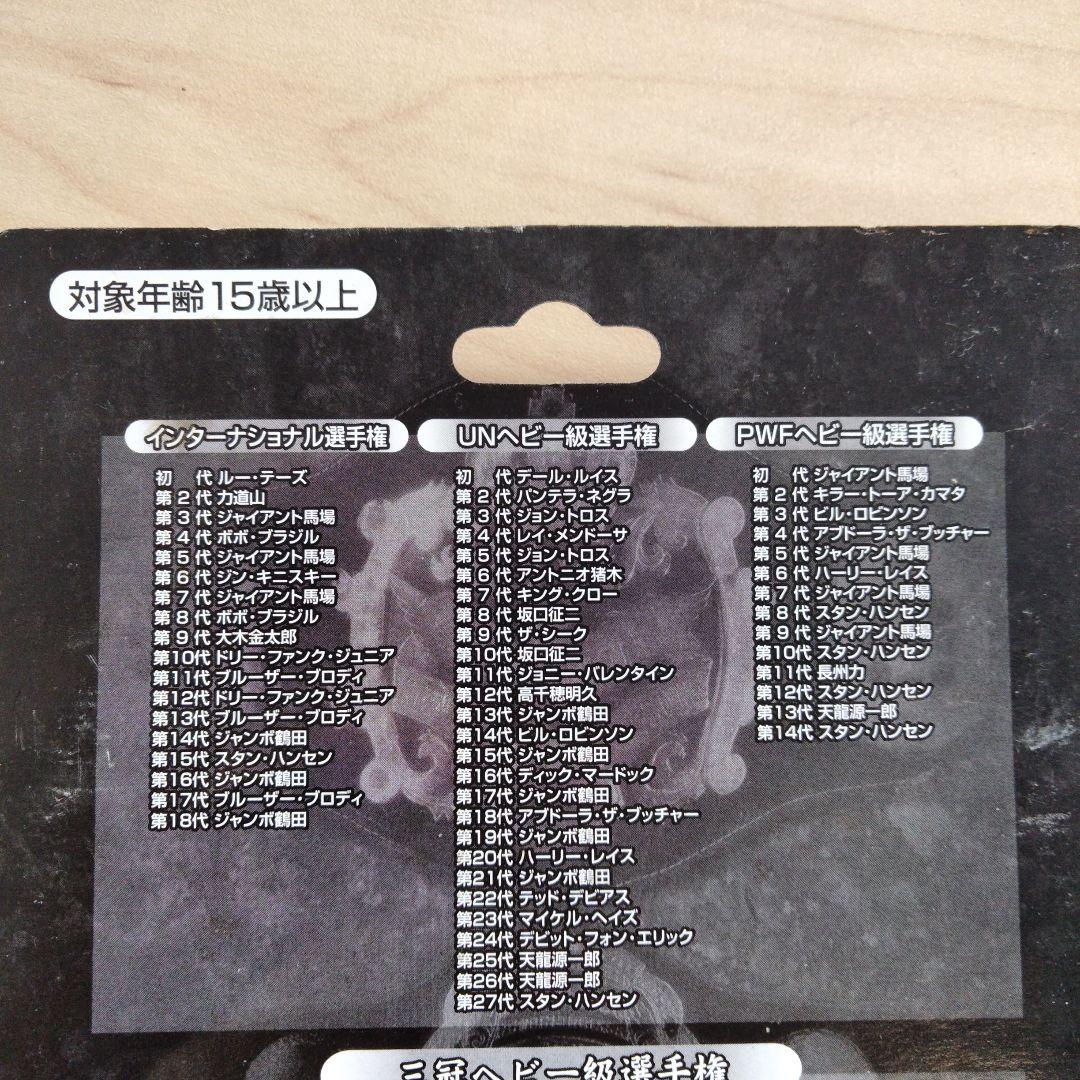 対象年齢15歳以上
インターナショナル選手権
初 代 ルー・テーズ
第 2 代 力道山
第 3 代 ジャイアント馬場
第 4 代 ボボ・ブラジル
第 5 代 ジャイアント馬場
第 6 代 ジン・キニスキー
第 7 代 ジャイアント馬場
第 8 代 ボボ・ブラジル
第 9 代 大木金太郎
第10代 ドリー・ファンク・ジュニア
第11代 ブルーザー・ブロディ
第12代 ドリー・ファンク・ジュニア
第13代 ブルーザー・ブロディ
第14代 ジャンボ鶴田
第15代 スタン・ハンセン
第16代 ジャンボ鶴田
第17代 ブルーザー・ブロディ
第18代 ジャンボ鶴田
UNヘビー級選手権
初 代 デール・ルイス
第 2 代 パンテラ・ネグラ
第 3 代 ジョン・トロス
第 4 代 レイ・メンドーサ
第 5 代 ジョン・トロス
第 6 代 アントニオ猪木
第 7 代 キング・クロー
第 8 代 坂口征二
第 9 代 ザ・シーク
第10代 坂口征二
第11代 ジョニー・バレンタイン
第12代 高千穂明久
第13代 ジャンボ鶴田
第14代 ビル・ロビンソン
第15代 ジャンボ鶴田
第16代 ディック・マードック
第17代 ジャンボ鶴田
第18代 アブドーラ・ザ・ブッチャー
第19代 ジャンボ鶴田
第20代 ハーリー・レイス
第21代 ジャンボ鶴田
第22代 テッド・デビアス
第23代 マイケル・ヘイズ
第24代 デビット・フォン・エリック
第25代 天龍源一郎
第26代 天龍源一郎
第27代 スタン・ハンセン
PWFヘビー級選手権
初 代 ジャイアント馬場
第 2 代 キラー・トーア・カマタ
第 3 代 ビル・ロビンソン
第 4 代 アブドーラ・ザ・ブッチャー
第 5 代 ジャイアント馬場
第 6 代 ハーリー・レイス
第 7 代 ジャイアント馬場
第 8 代 スタン・ハンセン
第 9 代 ジャイアント馬場
第10代 スタン・ハンセン
第11代 長州力
第12代 スタン・ハンセン
第13代 天龍源一郎
第14代 スタン・ハンセン
三冠ヘビー級選手権